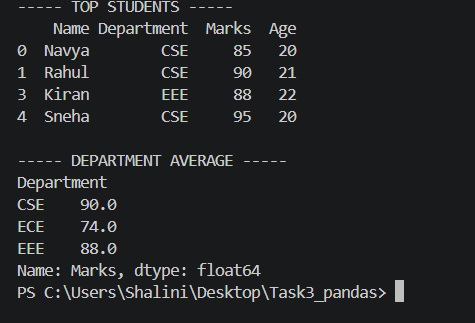 ----- TOP STUDENTS -----
    Name Department  Marks  Age
0  Navya        CSE     85   20
1  Rahul        CSE     90   21
3  Kiran        EEE     88   22
4  Sneha        CSE     95   20
----- DEPARTMENT AVERAGE -----
Department
CSE    90.0
ECE    74.0
EEE    88.0
Name: Marks, dtype: float64
PS C:\Users\Shalini\Desktop\Task3_pandas>